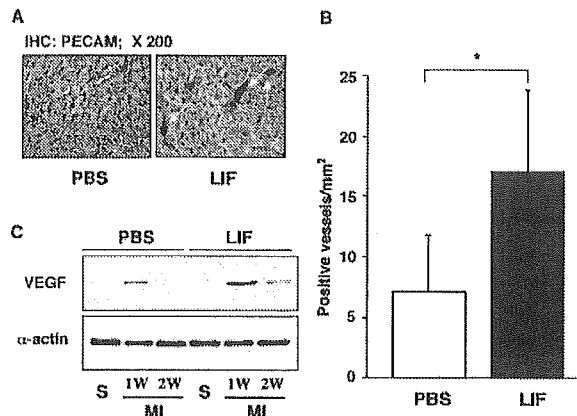 A
IHC: PECAM; X 200
PBS
LIF
B
*
Positive vessels/mm²
25
20
15
10
5
0
PBS
LIF
C
PBS
LIF
VEGF
α-actin
S
1W
2W
S
1W
2W
MI
MI